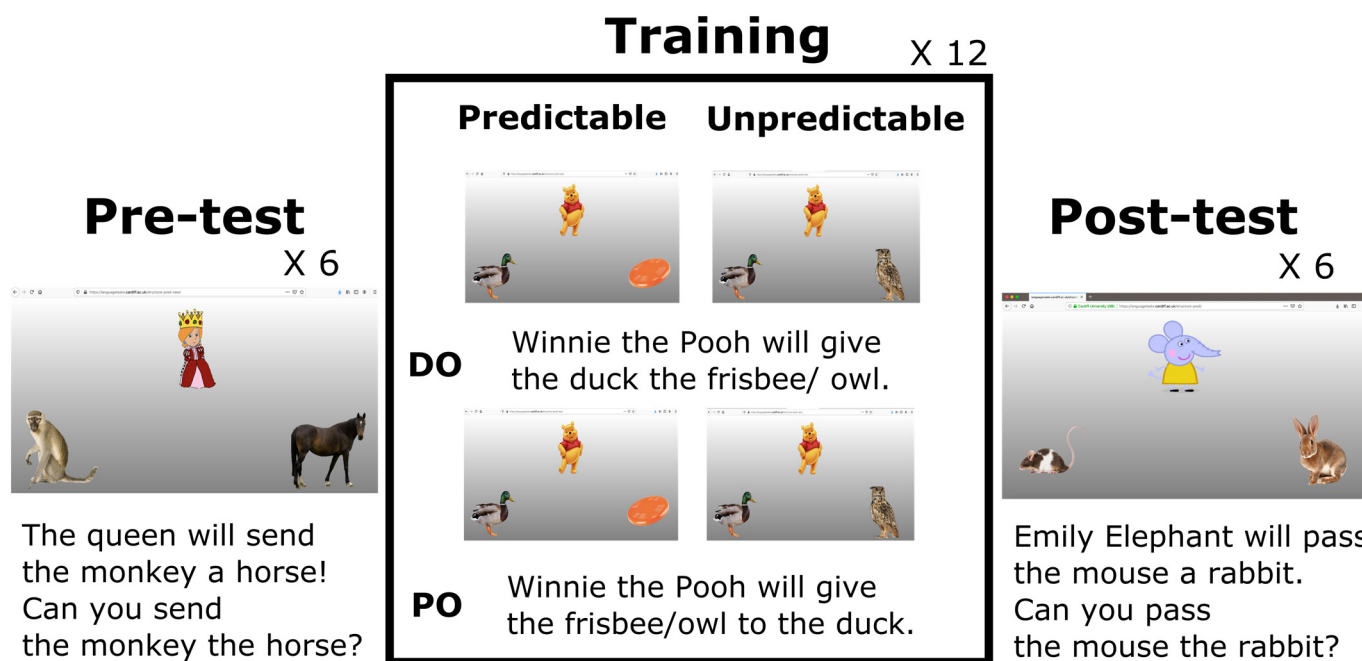 Training
X 12
Predictable
Unpredictable
Pre-test
X 6
The queen will send
the monkey a horse!
Can you send
the monkey the horse?
DO
Winnie the Pooh will give
the duck the frisbee/ owl.
PO
Winnie the Pooh will give
the frisbee/owl to the duck.
Post-test
X 6
Emily Elephant will pass
the mouse a rabbit.
Can you pass
the mouse the rabbit?